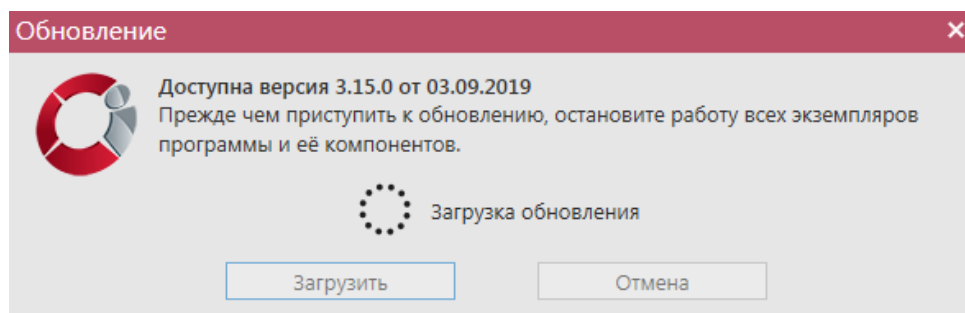 Обновление
Доступна версия 3.15.0 от 03.09.2019
Прежде чем приступить к обновлению, остановите работу всех экземпляров
программы и её компонентов.
Загрузка обновления
Загрузить
Отмена